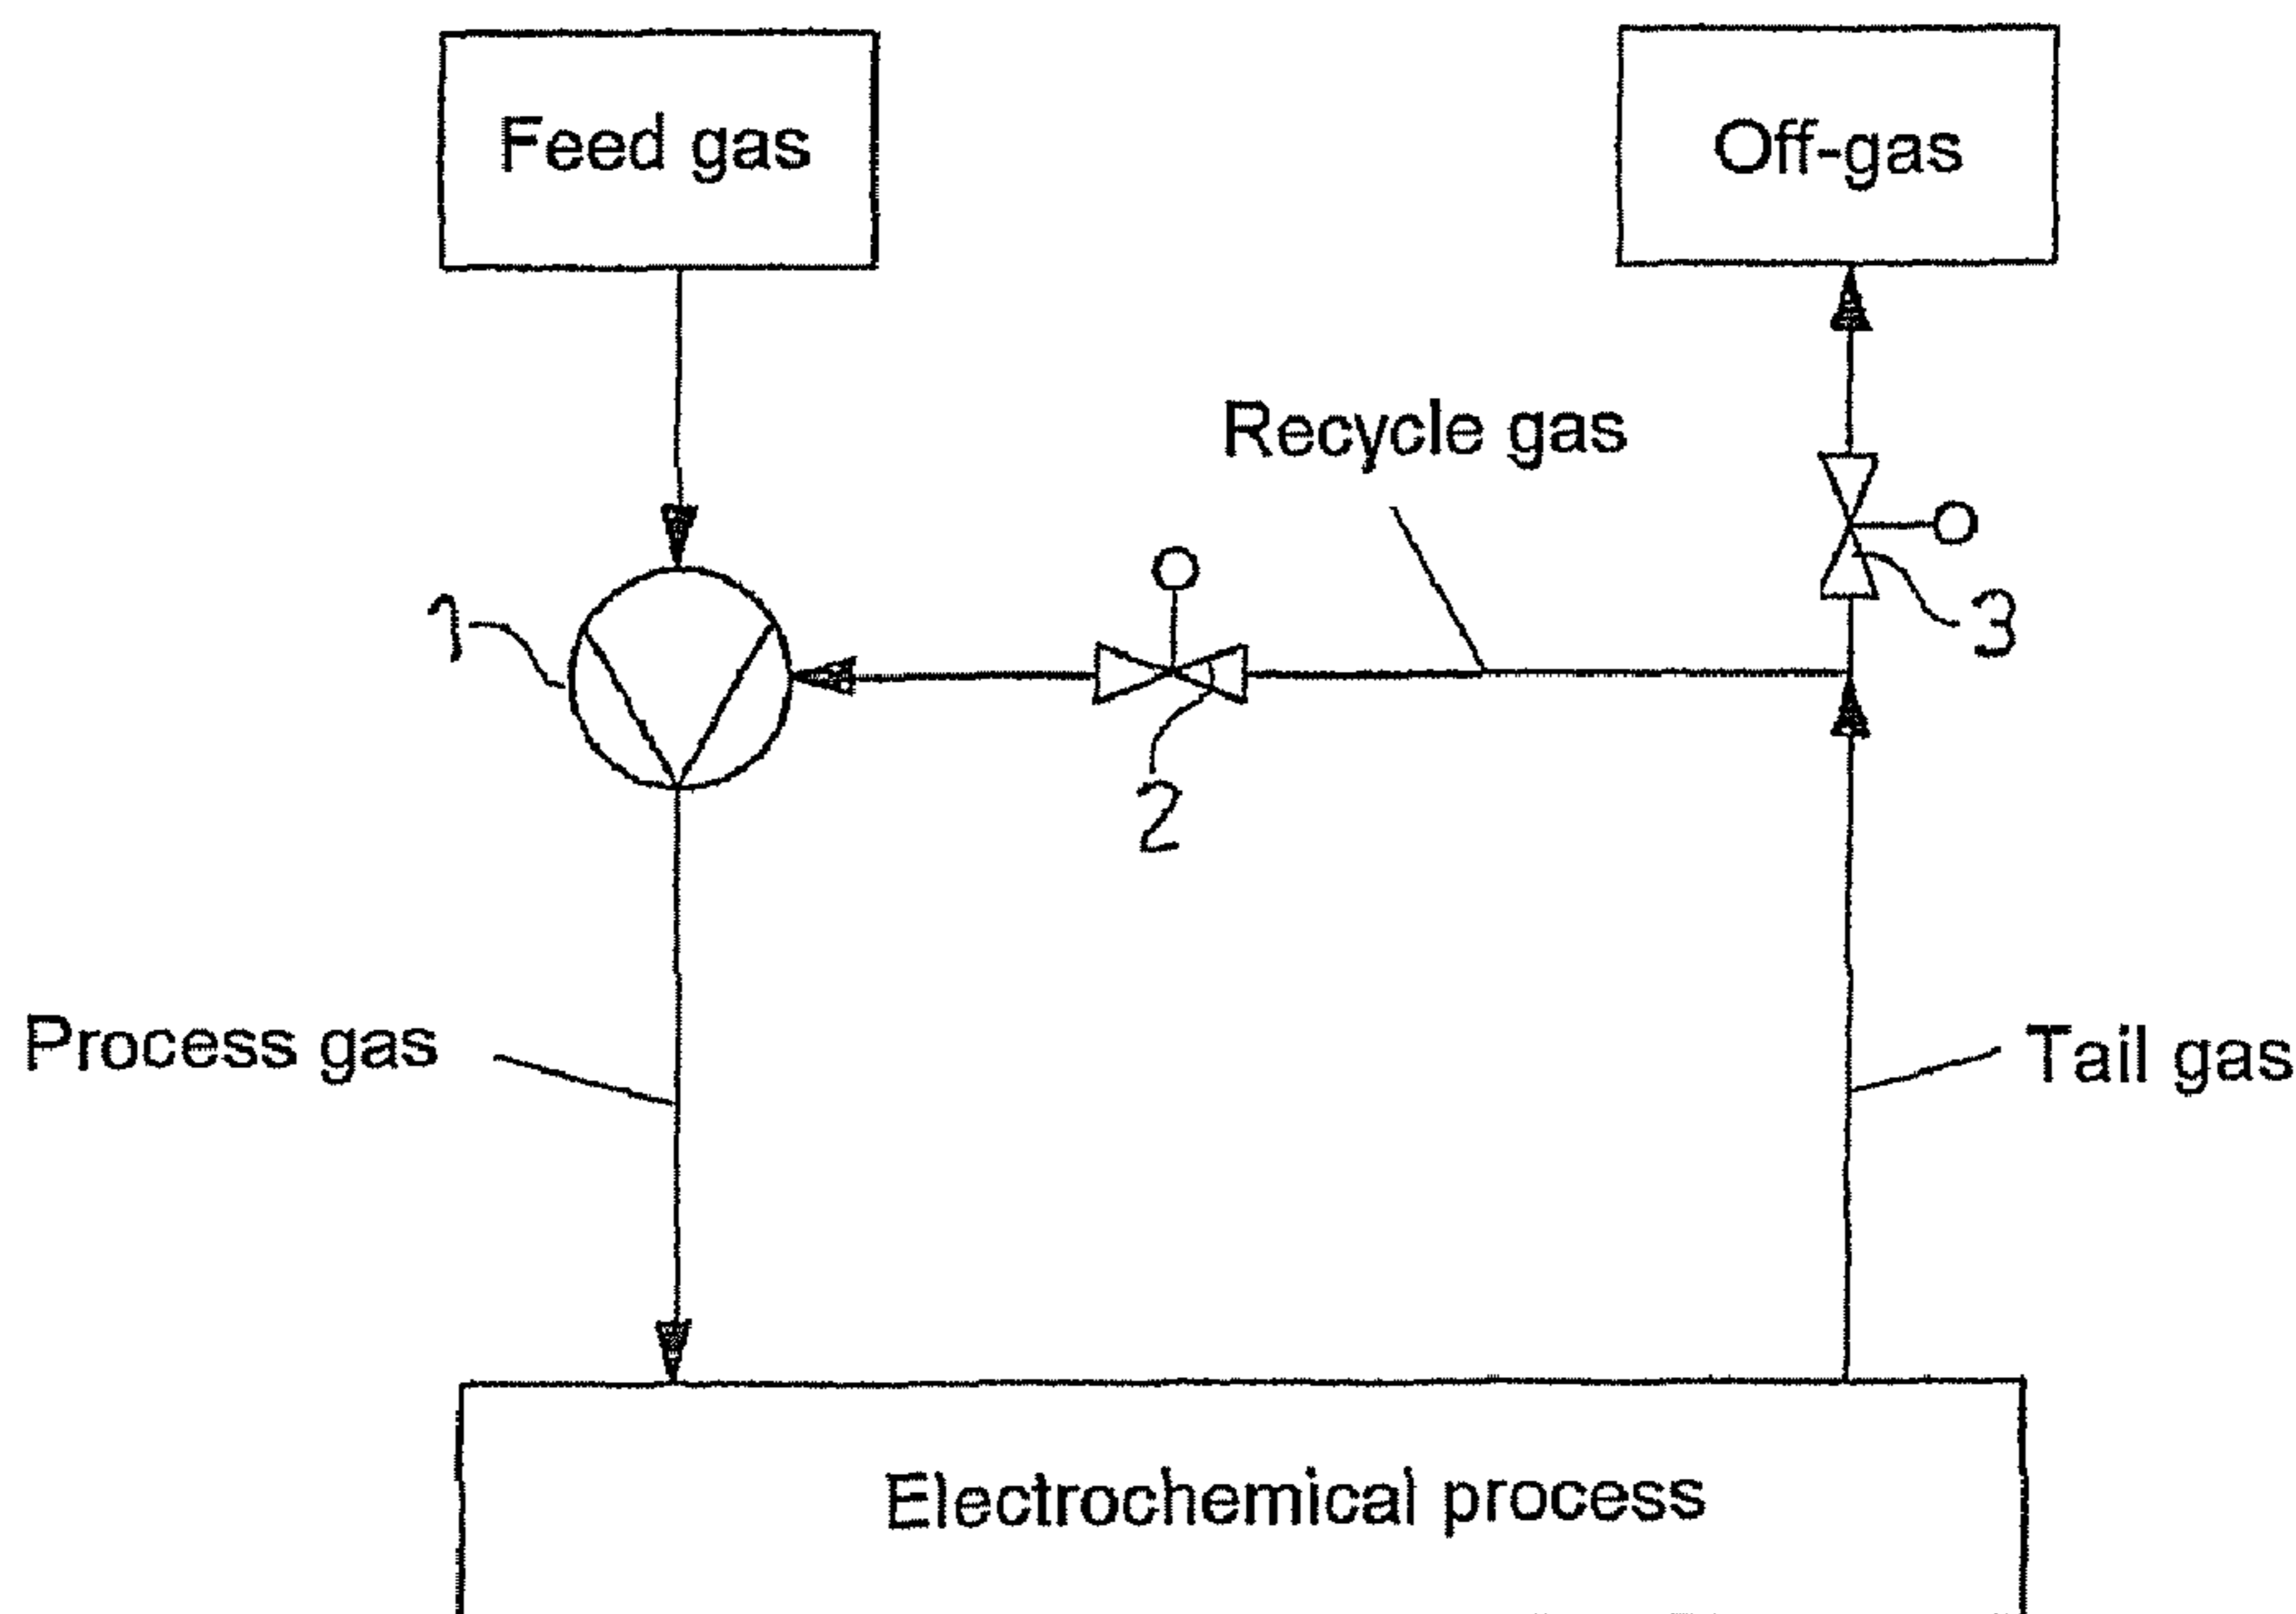 Feed gas
Off-gas
Recycle gas
1
3
2
Process gas
Tail gas
Electrochemical process